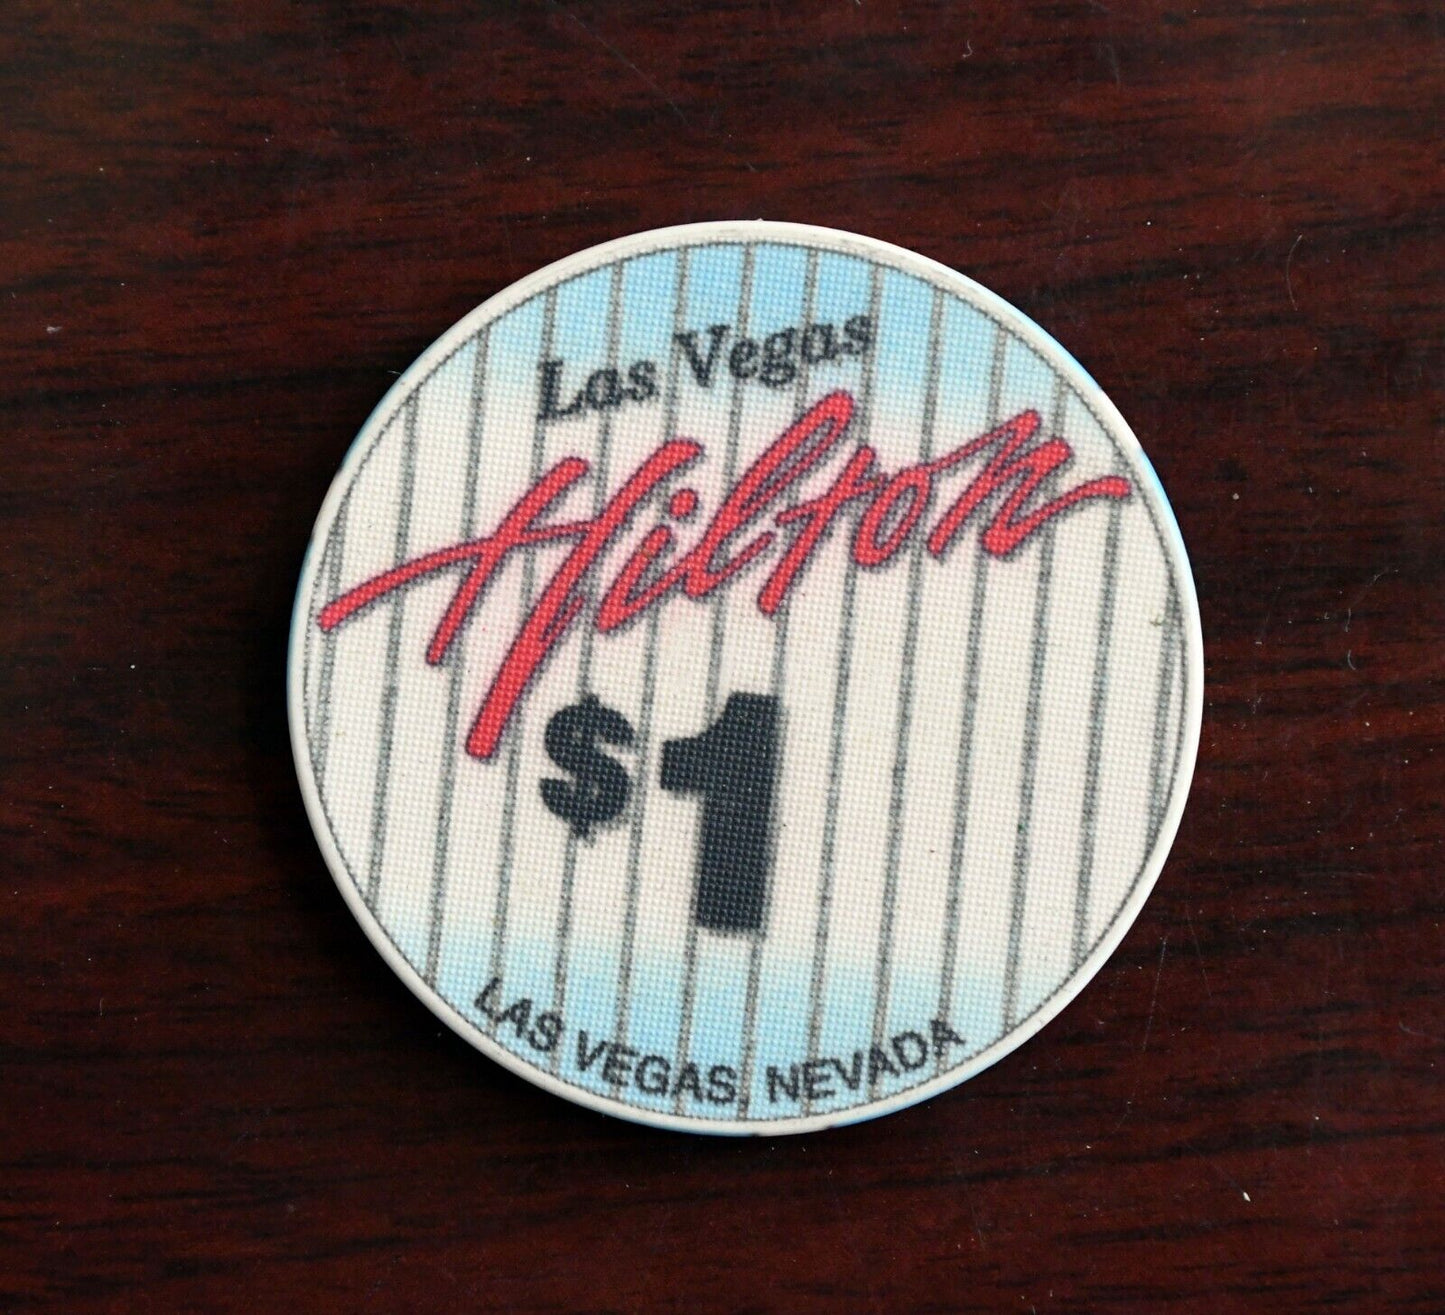 Las Vegas
Hilton
$1
LAS VEGAS, NEVADA